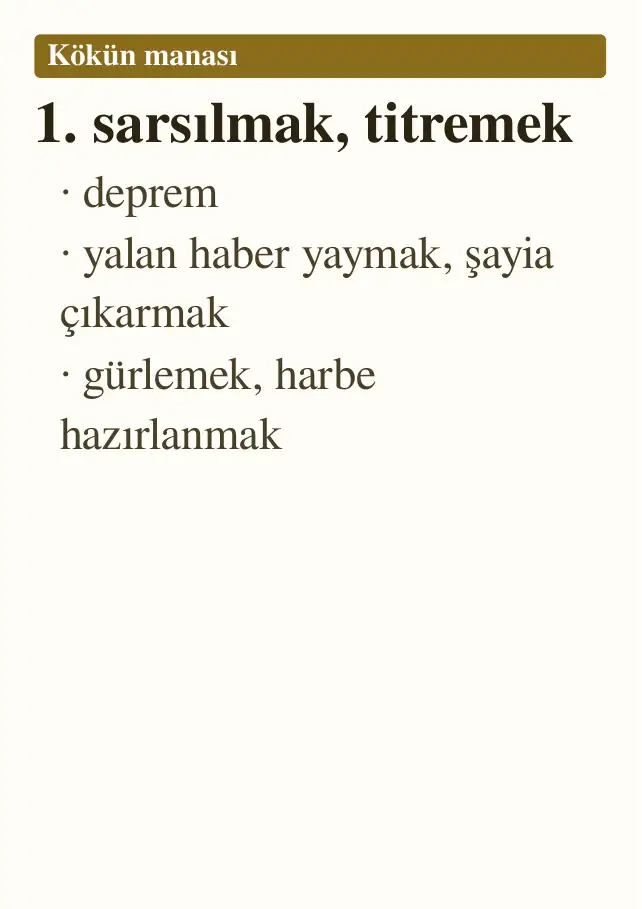 Kökün manası
1. sarsılmak, titremek
· deprem
· yalan haber yaymak, şayia
çıkarmak
· gürlemek, harbe
hazırlanmak